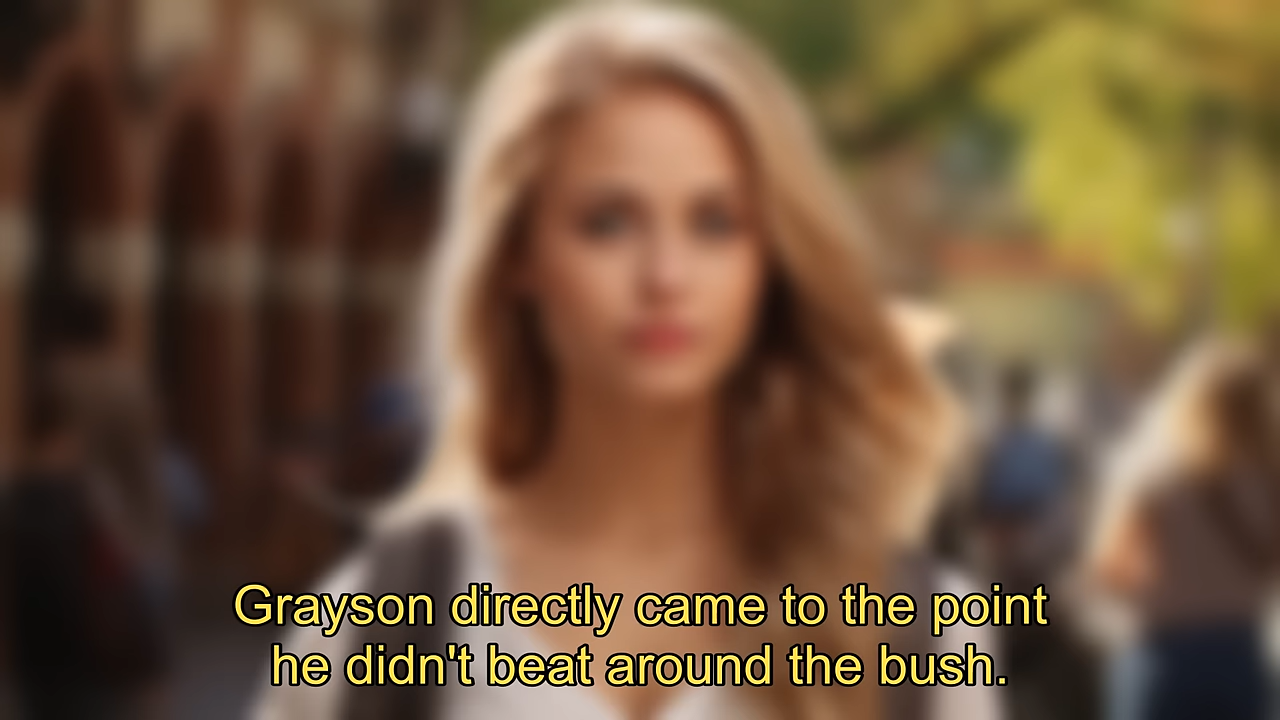 Grayson directly came to the point
he didn't beat around the bush.